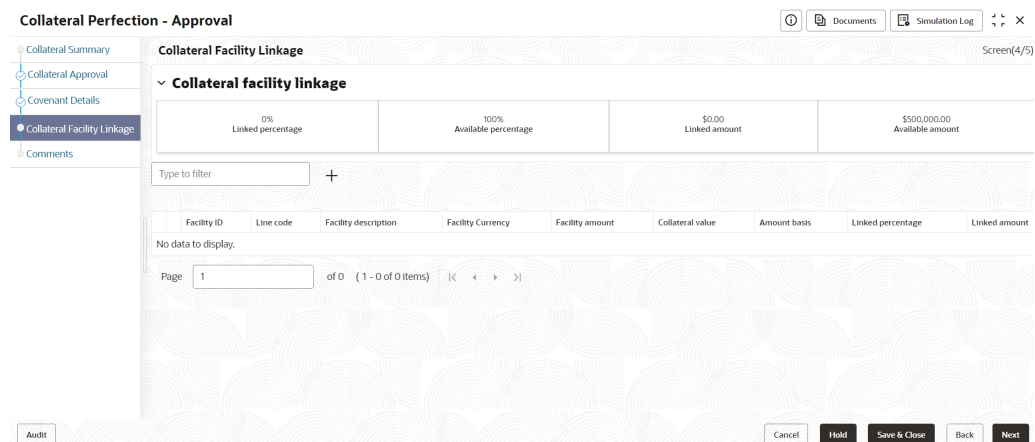 Collateral Perfection - Approval
Documents
Simulation Log
Collateral Summary
Collateral Approval
Covenant Details
Collateral Facility Linkage
Comments
Collateral Facility Linkage
Screen(4/5)
Collateral facility linkage
0%
Linked percentage
100%
Available percentage
$0.00
Linked amount
$500,000.00
Available amount
Type to filter
Facility ID Line code Facility description Facility Currency Facility amount Collateral value Amount basis Linked percentage Linked amount
No data to display.
Page 1 of 0 ( 1 - 0 of 0 items)
Audit
Cancel
Hold
Save & Close
Back
Next